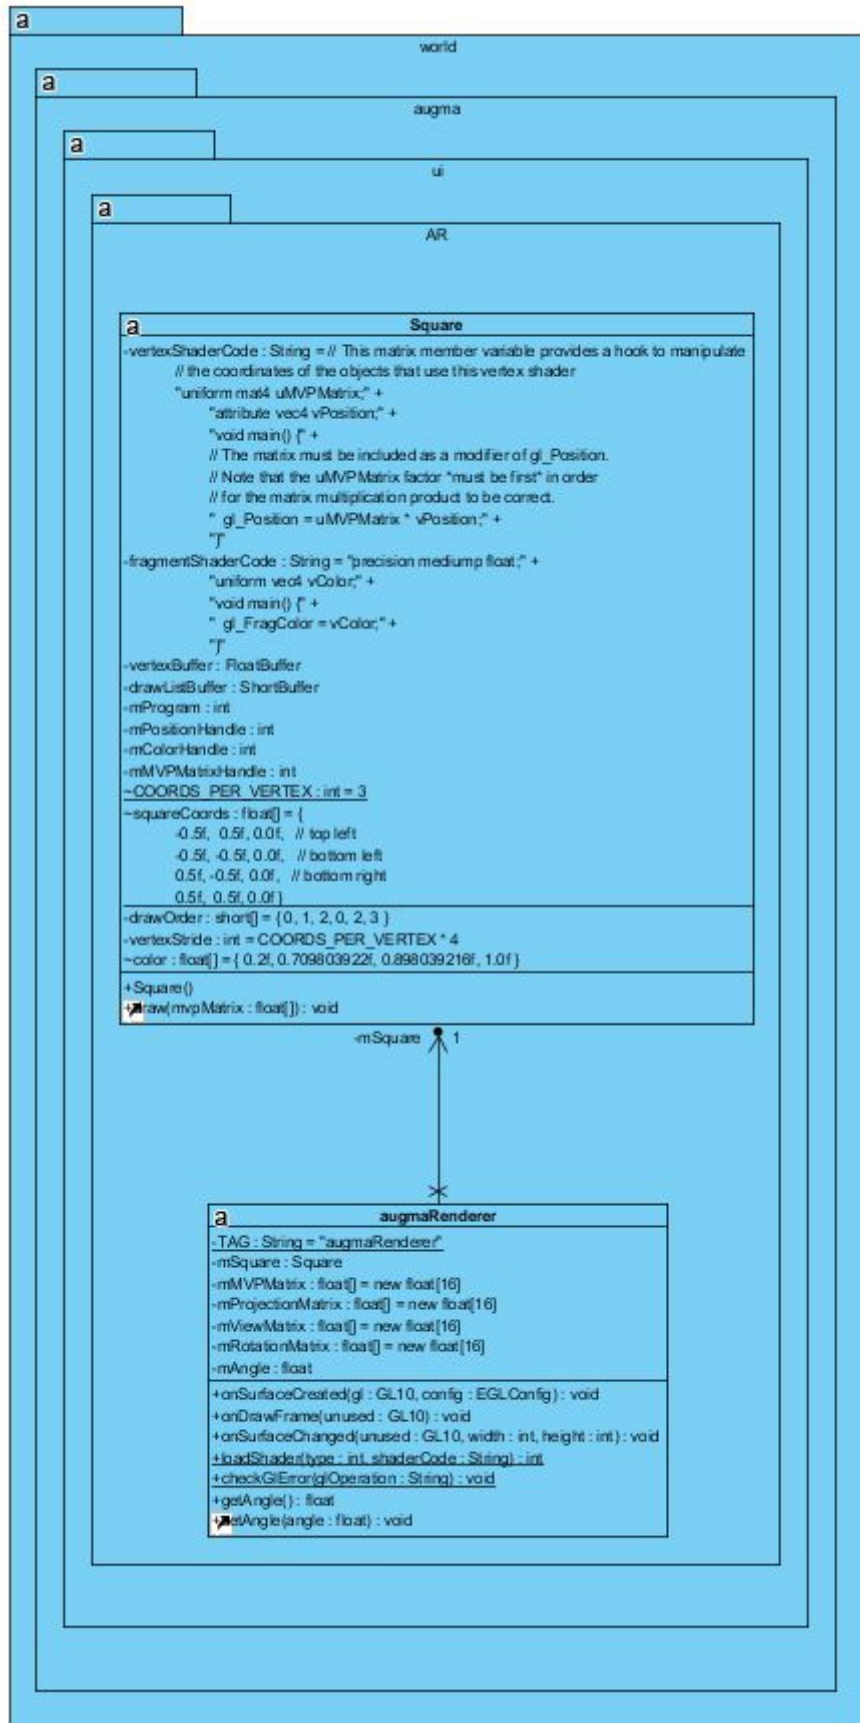 a
world
a
augma
a
ui
a
AR
a Square
-vertexShaderCode : String = // This matrix member variable provides a hook to manipulate
// the coordinates of the objects that use this vertex shader
"uniform mat4 uMVPMatrix;" +
"attribute vec4 vPosition;" +
"void main() {" +
// The matrix must be included as a modifier of gl_Position.
// Note that the uMVPMatrix factor *must be first* in order
// for the matrix multiplication product to be correct.
" gl_Position = uMVPMatrix * vPosition;" +
"}"
-fragmentShaderCode : String = "precision mediump float;" +
"uniform vec4 vColor;" +
"void main() {" +
" gl_FragColor = vColor;" +
"}"
-vertexBuffer : FloatBuffer
-drawListBuffer : ShortBuffer
-mProgram : int
-mPositionHandle : int
-mColorHandle : int
-mMVPMatrixHandle : int
~COORDS_PER_VERTEX : int = 3
~squareCoords : float[] = {
-0.5f, 0.5f, 0.0f, // top left
-0.5f, -0.5f, 0.0f, // bottom left
0.5f, -0.5f, 0.0f, // bottom right
0.5f, 0.5f, 0.0f }
-drawOrder : short[] = { 0, 1, 2, 0, 2, 3 }
-vertexStride : int = COORDS_PER_VERTEX * 4
~color : float[] = { 0.2f, 0.709803922f, 0.898039216f, 1.0f }
+Square()
+draw(mvpMatrix : float[]) : void
-mSquare 1
a augmaRenderer
-TAG : String = "augmaRenderer"
-mSquare : Square
-mMVPMatrix : float[] = new float[16]
-mProjectionMatrix : float[] = new float[16]
-mViewMatrix : float[] = new float[16]
-mRotationMatrix : float[] = new float[16]
-mAngle : float
+onSurfaceCreated(gl : GL10, config : EGLConfig) : void
+onDrawFrame(unused : GL10) : void
+onSurfaceChanged(unused : GL10, width : int, height : int) : void
+loadShader(type : int, shaderCode : String) : int
+checkGlError(glOperation : String) : void
+getAngle() : float
+setAngle(angle : float) : void